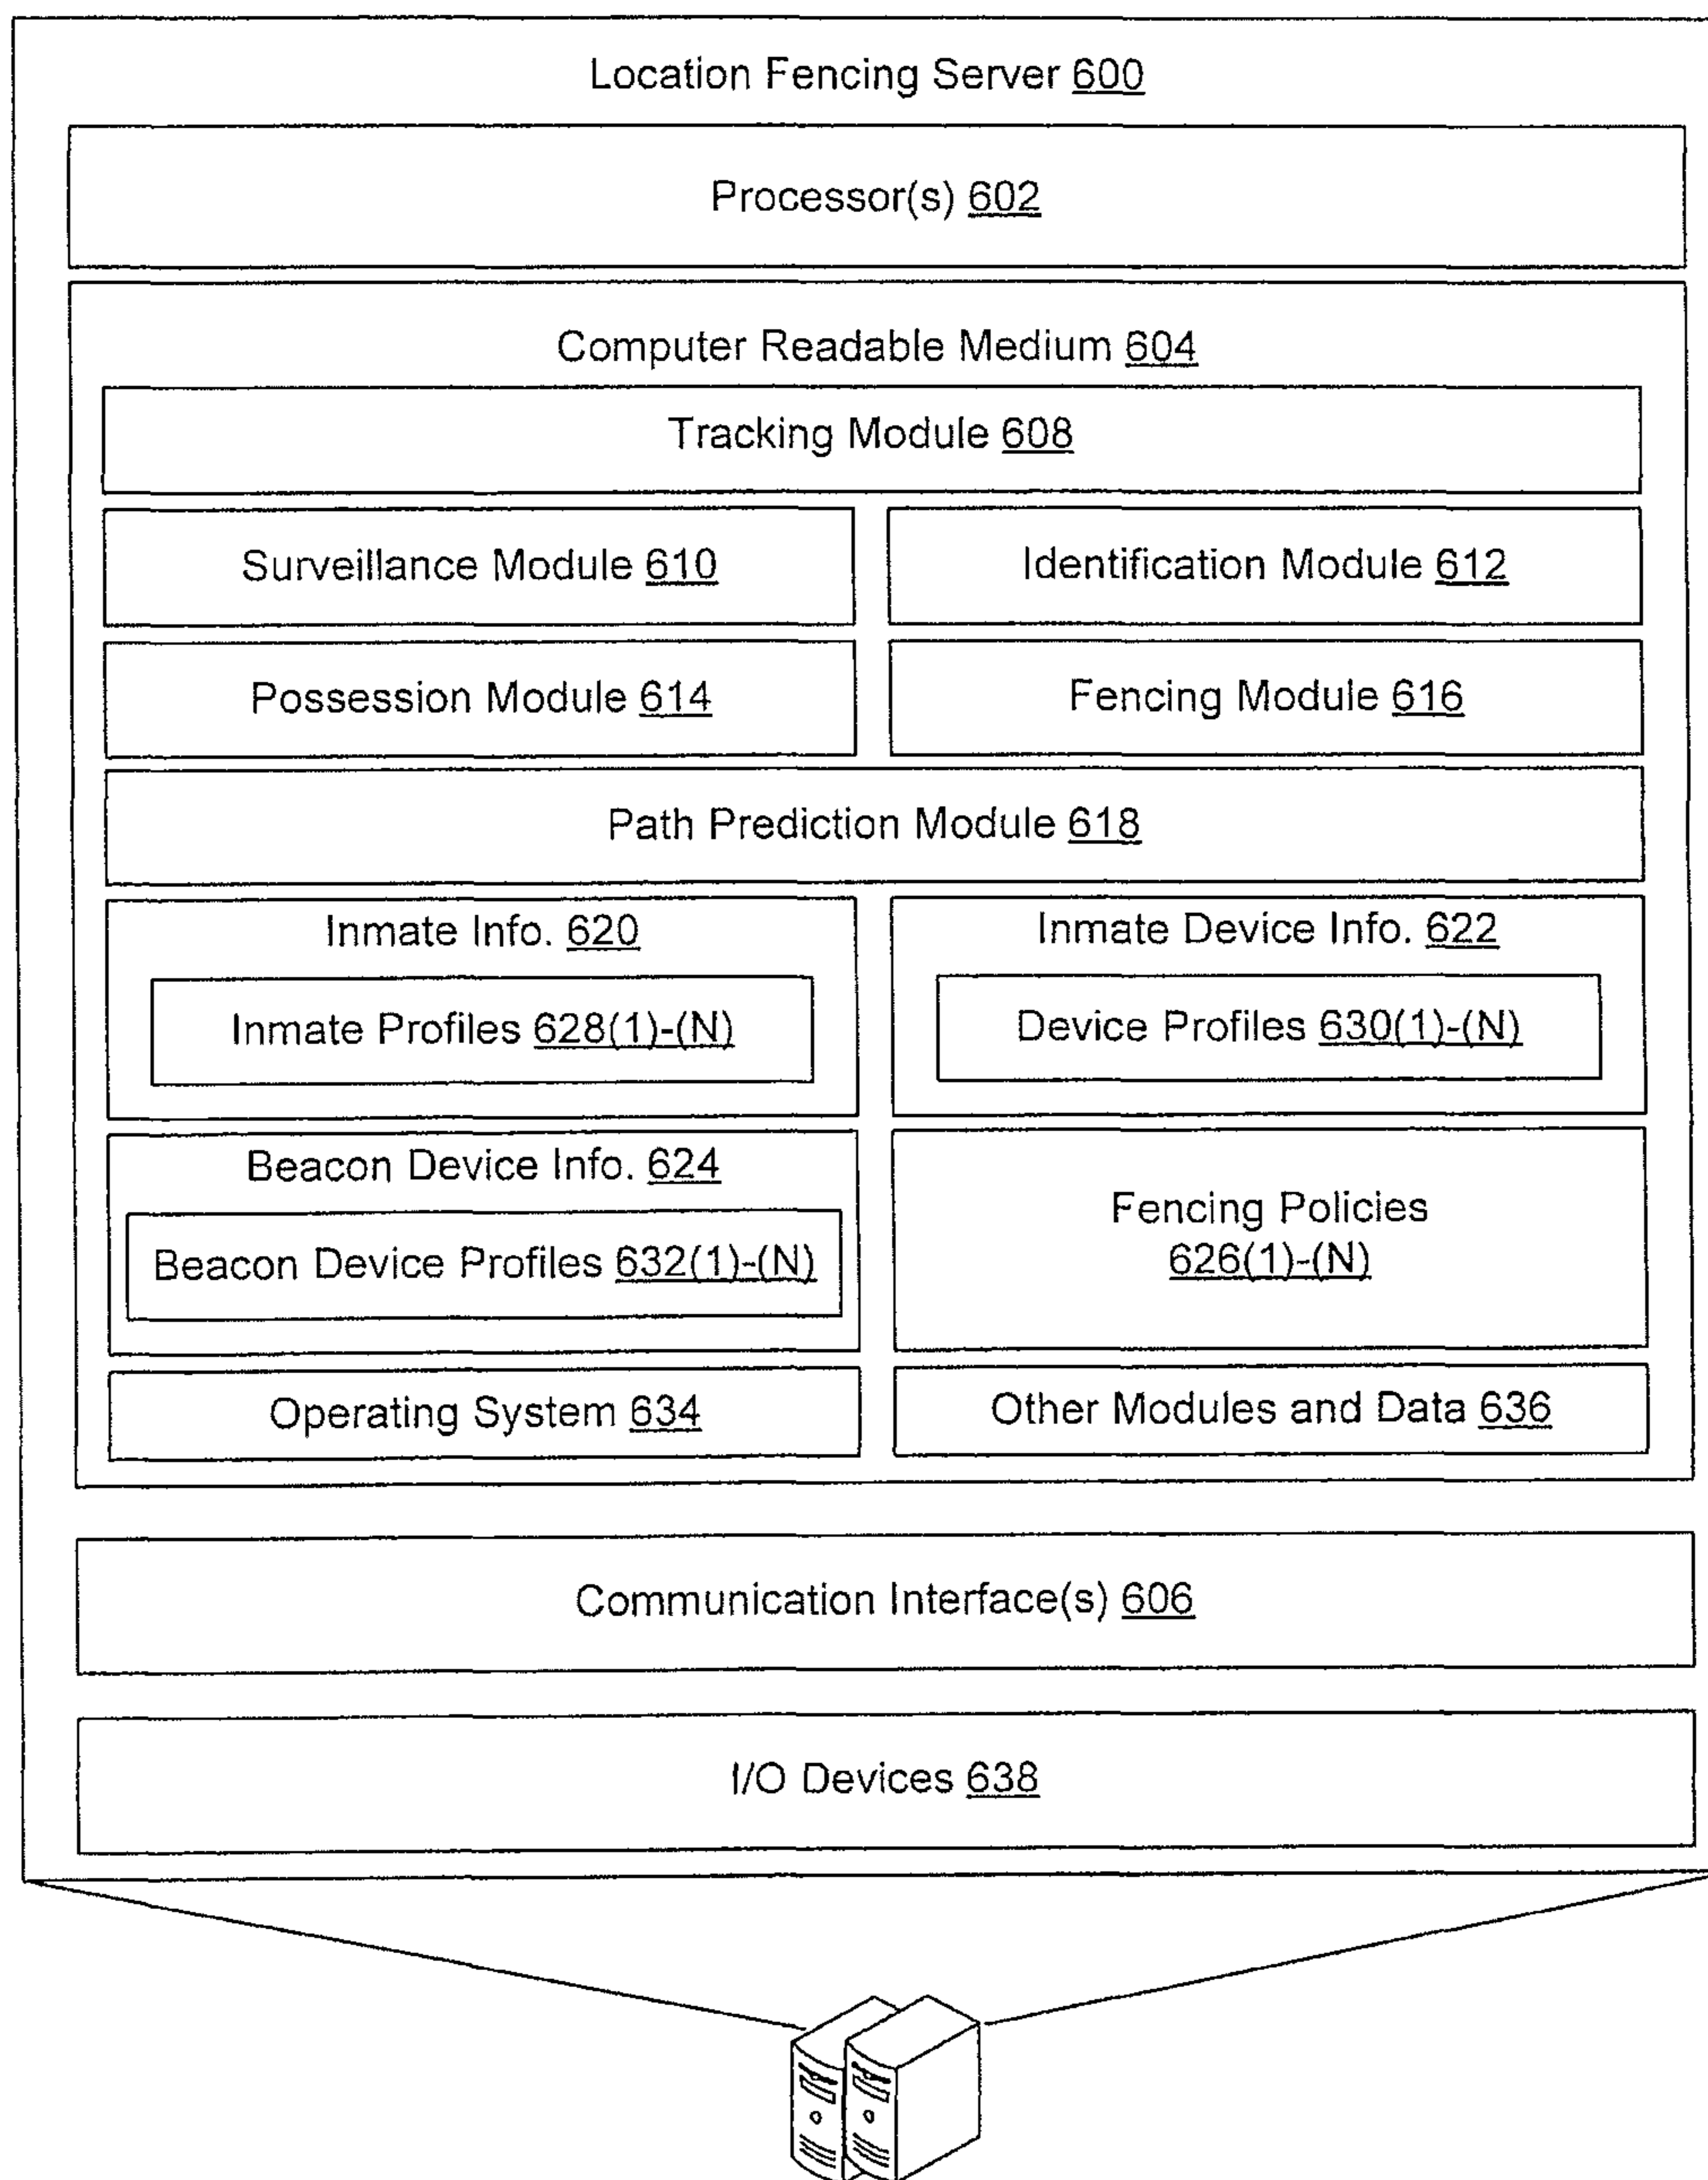 Location Fencing Server 600
Processor(s) 602
Computer Readable Medium 604
Tracking Module 608
Surveillance Module 610
Identification Module 612
Possession Module 614
Fencing Module 616
Path Prediction Module 618
Inmate Info. 620
Inmate Profiles 628(1)-(N)
Inmate Device Info. 622
Device Profiles 630(1)-(N)
Beacon Device Info. 624
Beacon Device Profiles 632(1)-(N)
Fencing Policies
626(1)-(N)
Operating System 634
Other Modules and Data 636
Communication Interface(s) 606
I/O Devices 638